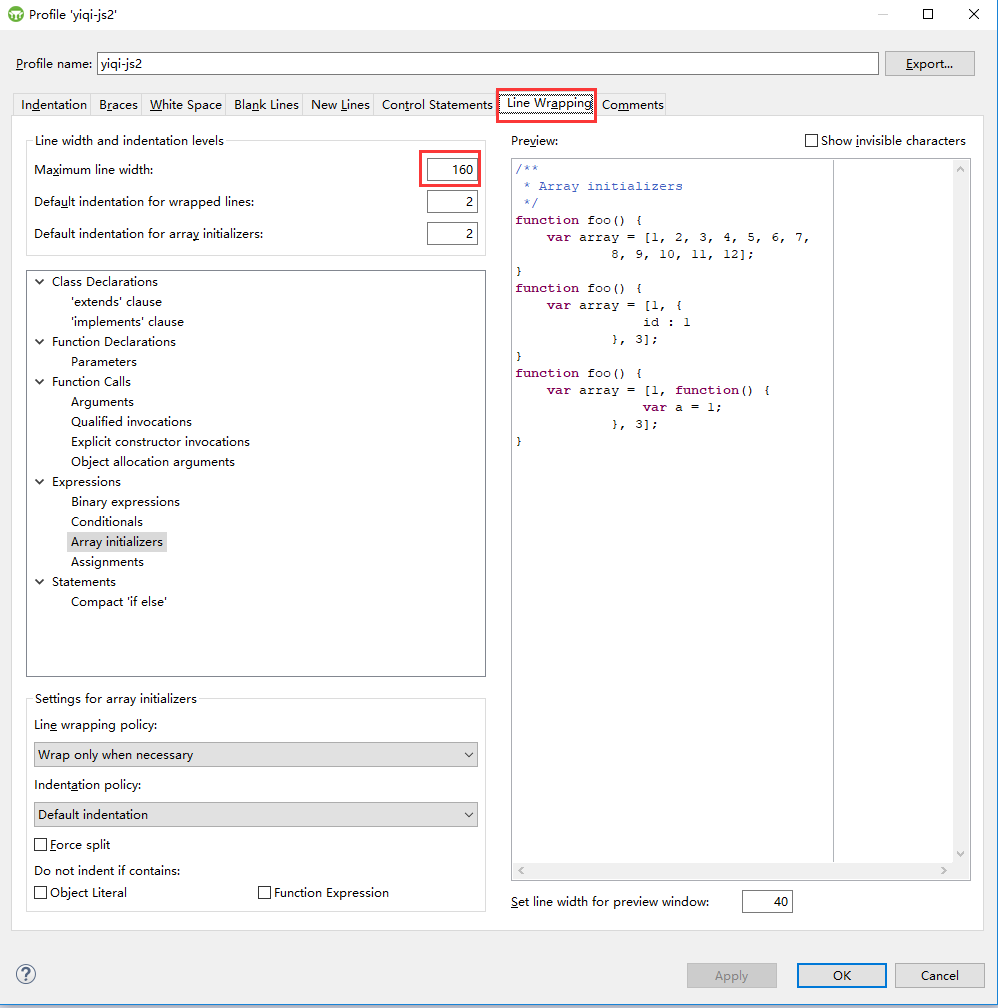 Profile 'yiqi-js2'
Profile name: yiqi-js2 Export...
Indentation Braces White Space Blank Lines New Lines Control Statements Line Wrapping Comments
Line width and indentation levels
Maximum line width: 160
Default indentation for wrapped lines: 2
Default indentation for array initializers: 2
Class Declarations
'extends' clause
'implements' clause
Function Declarations
Parameters
Function Calls
Arguments
Qualified invocations
Explicit constructor invocations
Object allocation arguments
Expressions
Binary expressions
Conditionals
Array initializers
Assignments
Statements
Compact 'if else'
Settings for array initializers
Line wrapping policy:
Wrap only when necessary
Indentation policy:
Default indentation
Force split
Do not indent if contains:
Object Literal Function Expression
Preview: Show invisible characters
/**
 * Array initializers
 */
function foo() {
    var array = [1, 2, 3, 4, 5, 6, 7,
            8, 9, 10, 11, 12];
}
function foo() {
    var array = [1, {
                id : 1
            }, 3];
}
function foo() {
    var array = [1, function() {
                var a = 1;
            }, 3];
}
Set line width for preview window: 40
? Apply OK Cancel